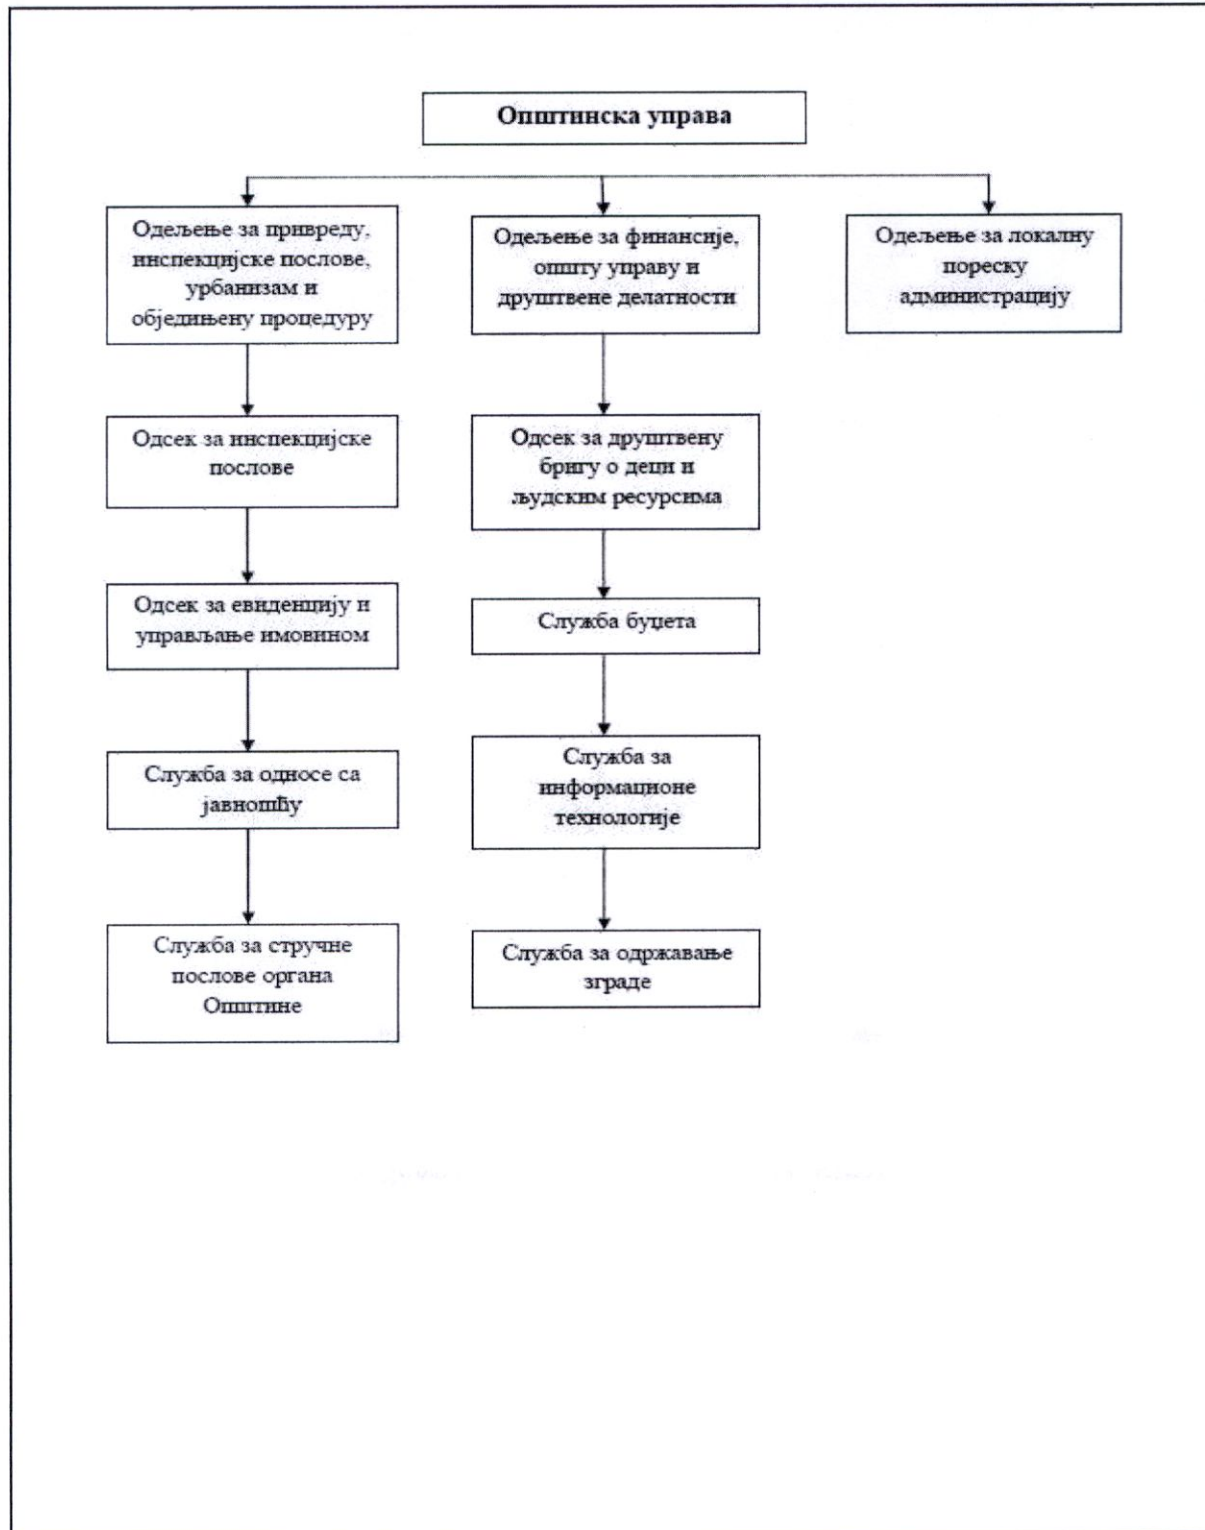 Општинска управа
Одељење за привреду,
инспекцијске послове,
урбанизам и
обједињену процедуру
Одсек за инспекцијске
послове
Одсек за евиденцију и
управљање имовином
Служба за односе са
јавношћу
Служба за стручне
послове органа
Општине
Одељење за финансије,
општу управу и
друштвене делатности
Одсек за друштвену
бригу о деци и
људским ресурсима
Служба буџета
Служба за
информационе
технологије
Служба за одржавање
зграде
Одељење за локалну
пореску
администрацију